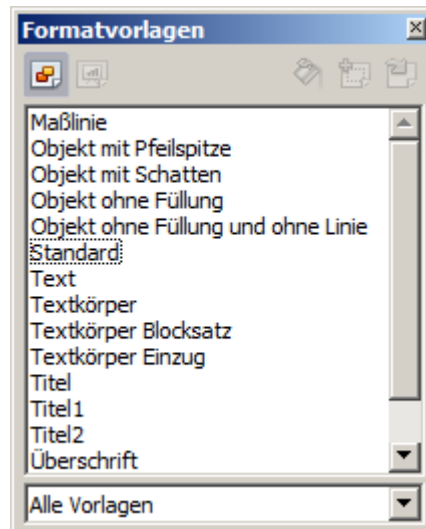 Formatvorlagen
Maßlinie
Objekt mit Pfeilspitze
Objekt mit Schatten
Objekt ohne Füllung
Objekt ohne Füllung und ohne Linie
Standard
Text
Textkörper
Textkörper Blocksatz
Textkörper Einzug
Titel
Titel1
Titel2
Überschrift
Alle Vorlagen